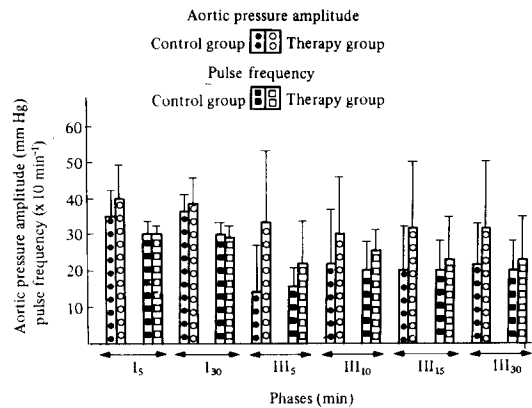 Aortic pressure amplitude
Control group Therapy group
Pulse frequency
Control group Therapy group
Aortic pressure amplitude (mm Hg)
pulse frequency (x 10 min⁻¹)
60
50
40
30
20
10
I₅ I₃₀ III₅ III₁₀ III₁₅ III₃₀
Phases (min)